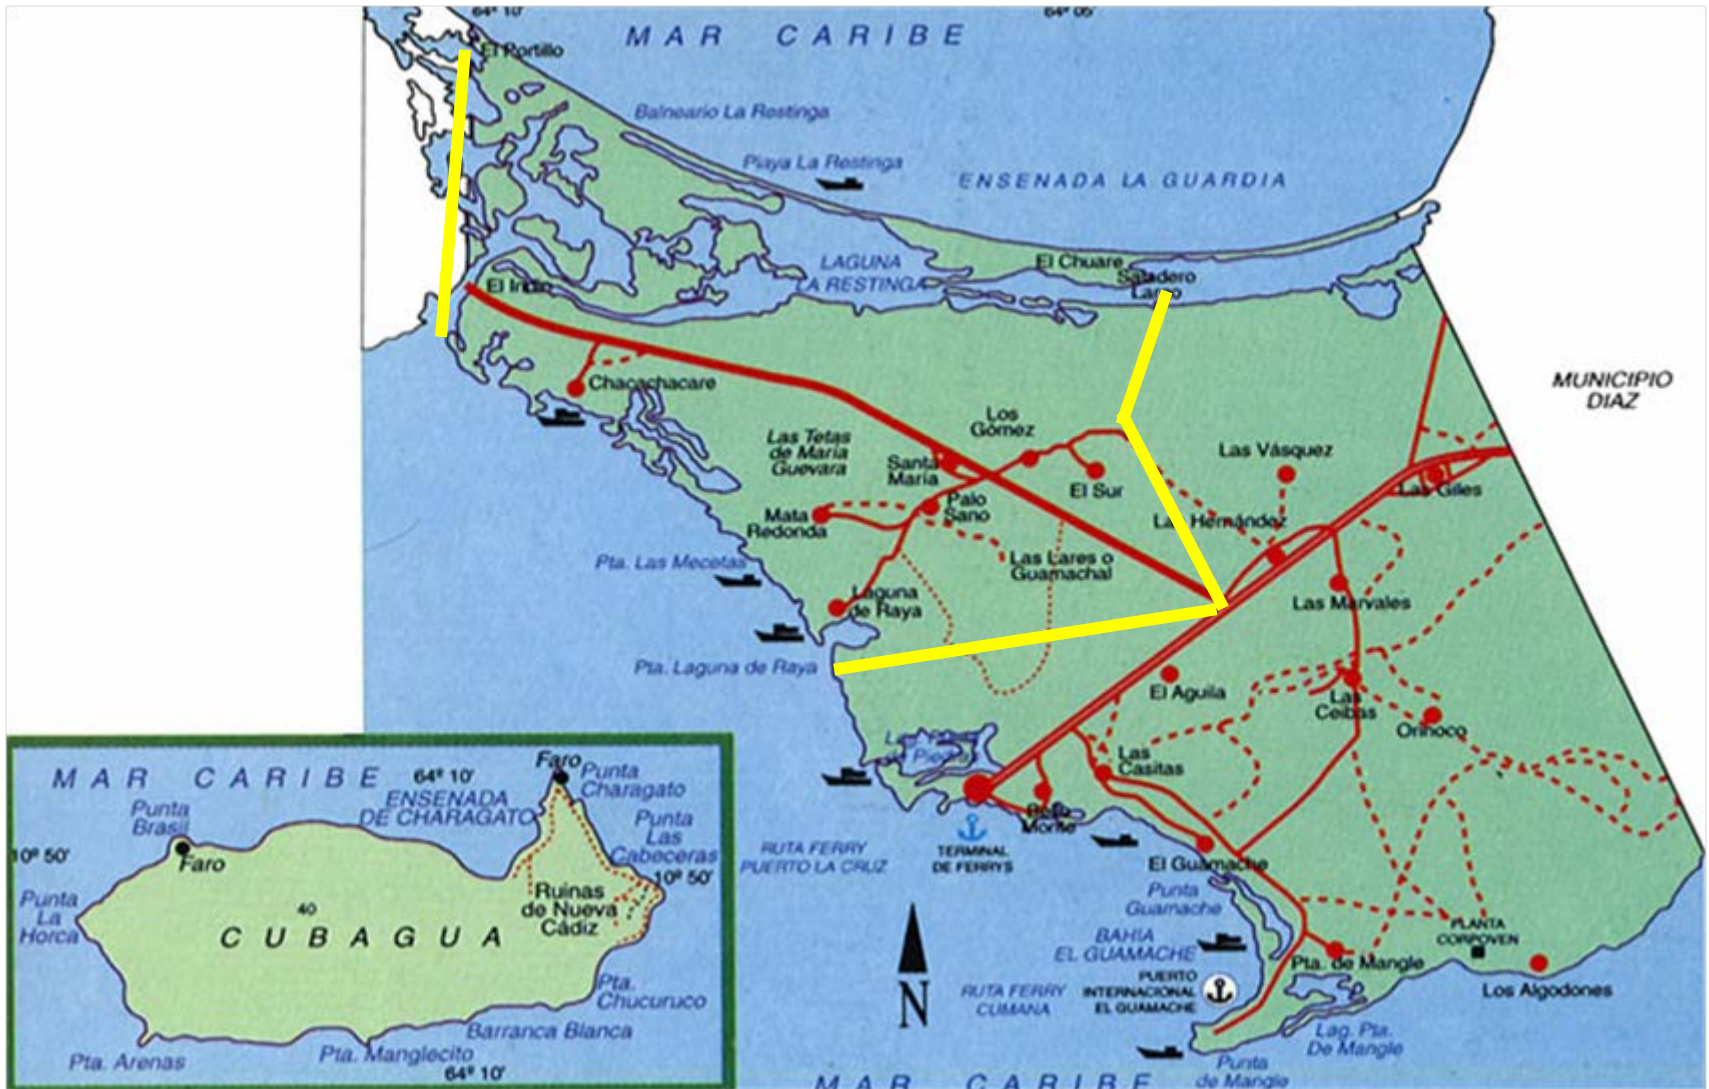 64º 10'
64º 05'
MAR CARIBE
El Portillo
Balneario La Restinga
Playa La Restinga
ENSENADA LA GUARDIA
El Chuare
LAGUNA
LA RESTINGA
Saladero
El Indio
MUNICIPIO
DIAZ
Chacachacare
Los
Gómez
Las Tetas
de María
Guevara
Santa
María
Las Vásquez
El Sur
Las Giles
Palo
Sano
Mata
Redonda
Hernández
Pta. Las Mecetas
Las Lares o
Guamachal
Laguna
de Raya
Las Marvales
Pta. Laguna de Raya
El Aguila
Las
Ceibas
Orinoco
Las
Casitas
Monte
TERMINAL
DE FERRYS
RUTA FERRY
PUERTO LA CRUZ
El Guamache
Punta
Guamache
BAHIA
EL GUAMACHE
PLANTA
CORPOVEN
Pta. de Mangle
PUERTO
INTERNACIONAL
EL GUAMACHE
RUTA FERRY
CUMANA
Los Algodones
N
Lag. Pta.
De Mangle
Punta
de Mangle
MAR CARIBE
MAR CARIBE
64º 10'
Faro
Punta
Charagato
ENSENADA
DE CHARAGATO
Punta
Brasil
Punta
Las
Cabeceras
10º 50'
Faro
10º 50'
Punta
La
Horca
40
CUBAGUA
Ruinas
de Nueva
Cádiz
Pta.
Chucuruco
Barranca Blanca
Pta. Manglecito
Pta. Arenas
64º 10'